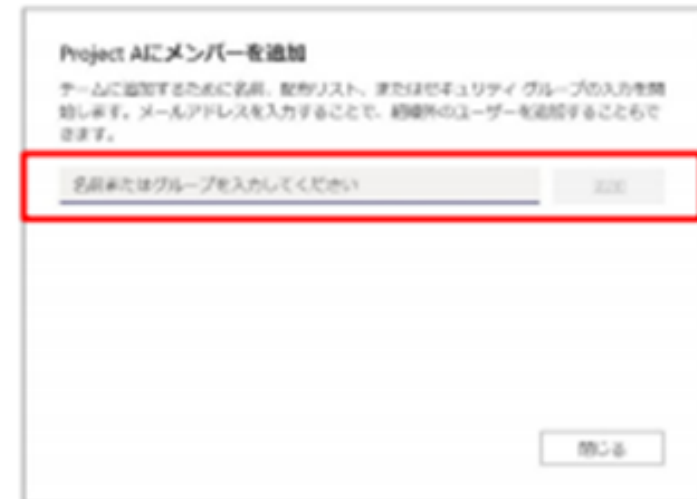 Project Aにメンバーを追加
チームに追加するために名前、配布リスト、またはセキュリティ グループの入力を開
始します。メールアドレスを入力することで、組織外のユーザーを追加することもで
きます。
名前またはグループを入力してください
追加
閉じる